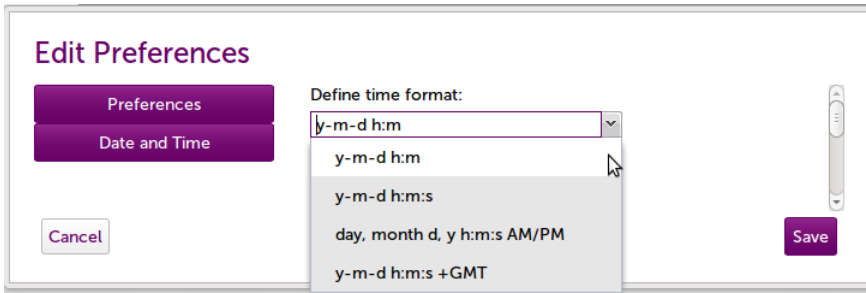 Edit Preferences
Preferences
Date and Time
Define time format:
y-m-d h:m
y-m-d h:m
y-m-d h:m:s
day, month d, y h:m:s AM/PM
y-m-d h:m:s +GMT
Cancel
Save